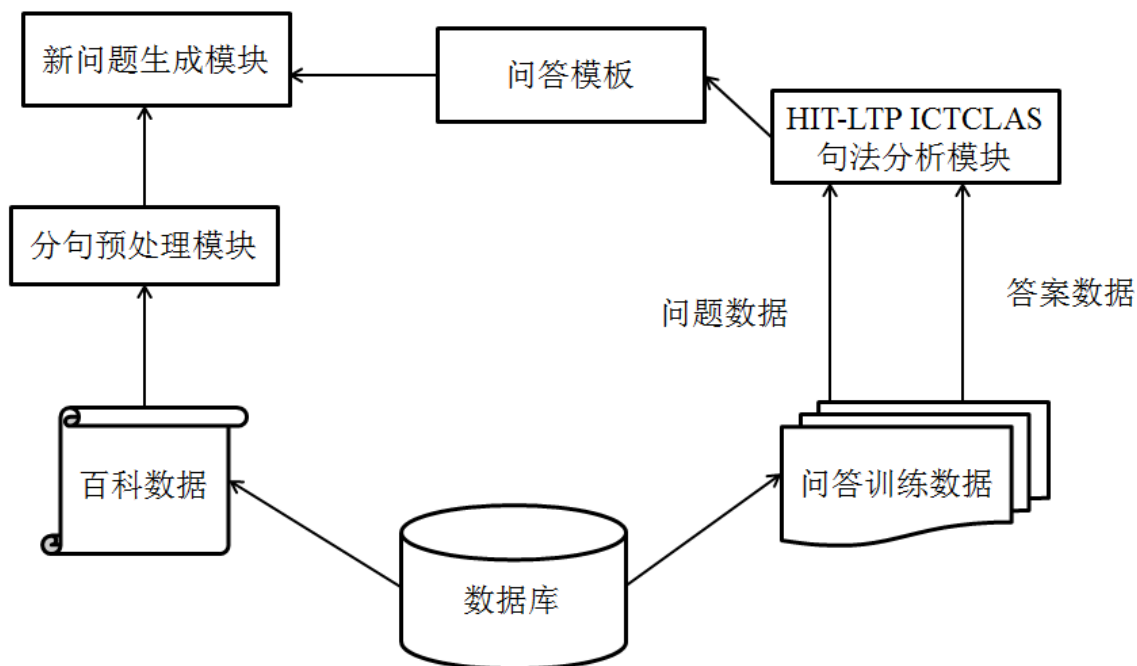 新问题生成模块
问答模板
HIT-LTP ICTCLAS
句法分析模块
分句预处理模块
问题数据
答案数据
百科数据
问答训练数据
数据库